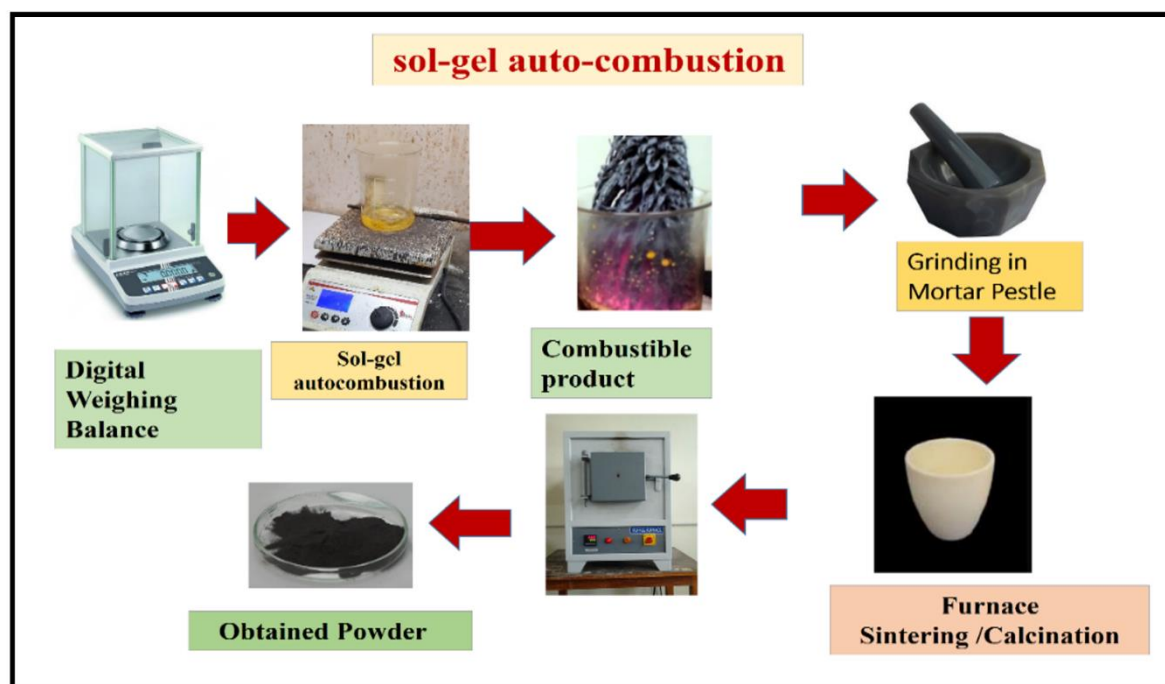 sol-gel auto-combustion
Digital
Weighing
Balance
Sol-gel
autocombustion
Combustible
product
Grinding in
Mortar Pestle
Furnace
Sintering /Calcination
Obtained Powder